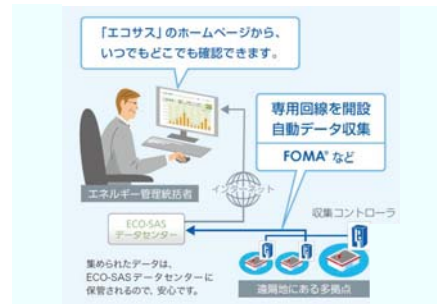 「エコサス」のホームページから、
いつでもどこでも確認できます。
専用回線を開設
自動データ収集
FOMA® など
エネルギー管理統括者
インターネット
収集コントローラ
ECO-SAS
データセンター
集められたデータは、
ECO-SASデータセンターに
保管されるので、安心です。
遠隔地にある多拠点